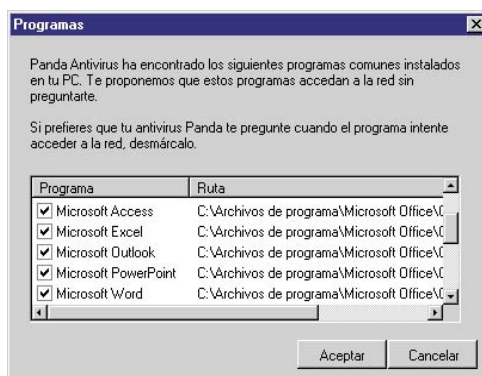 Programas
Panda Antivirus ha encontrado los siguientes programas comunes instalados
en tu PC. Te proponemos que estos programas accedan a la red sin
preguntarte.
Si prefieres que tu antivirus Panda te pregunte cuando el programa intente
acceder a la red, desmárcalo.
Programa Ruta
Microsoft Access C:\Archivos de programa\Microsoft Office\
Microsoft Excel C:\Archivos de programa\Microsoft Office\
Microsoft Outlook C:\Archivos de programa\Microsoft Office\
Microsoft PowerPoint C:\Archivos de programa\Microsoft Office\
Microsoft Word C:\Archivos de programa\Microsoft Office\
Aceptar Cancelar